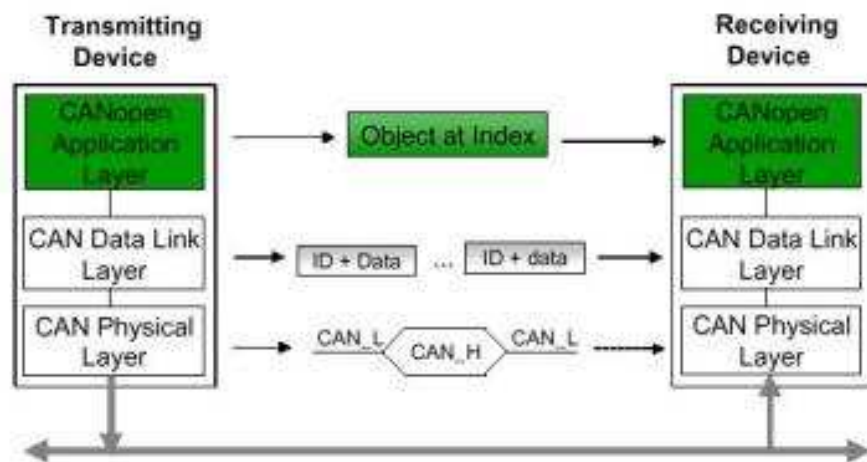 Transmitting
Device
Receiving
Device
CANopen
Application
Layer
Object at Index
CANopen
Application
Layer
CAN Data Link
Layer
ID + Data
...
ID + data
CAN Data Link
Layer
CAN Physical
Layer
CAN_L
CAN_H
CAN_L
CAN Physical
Layer